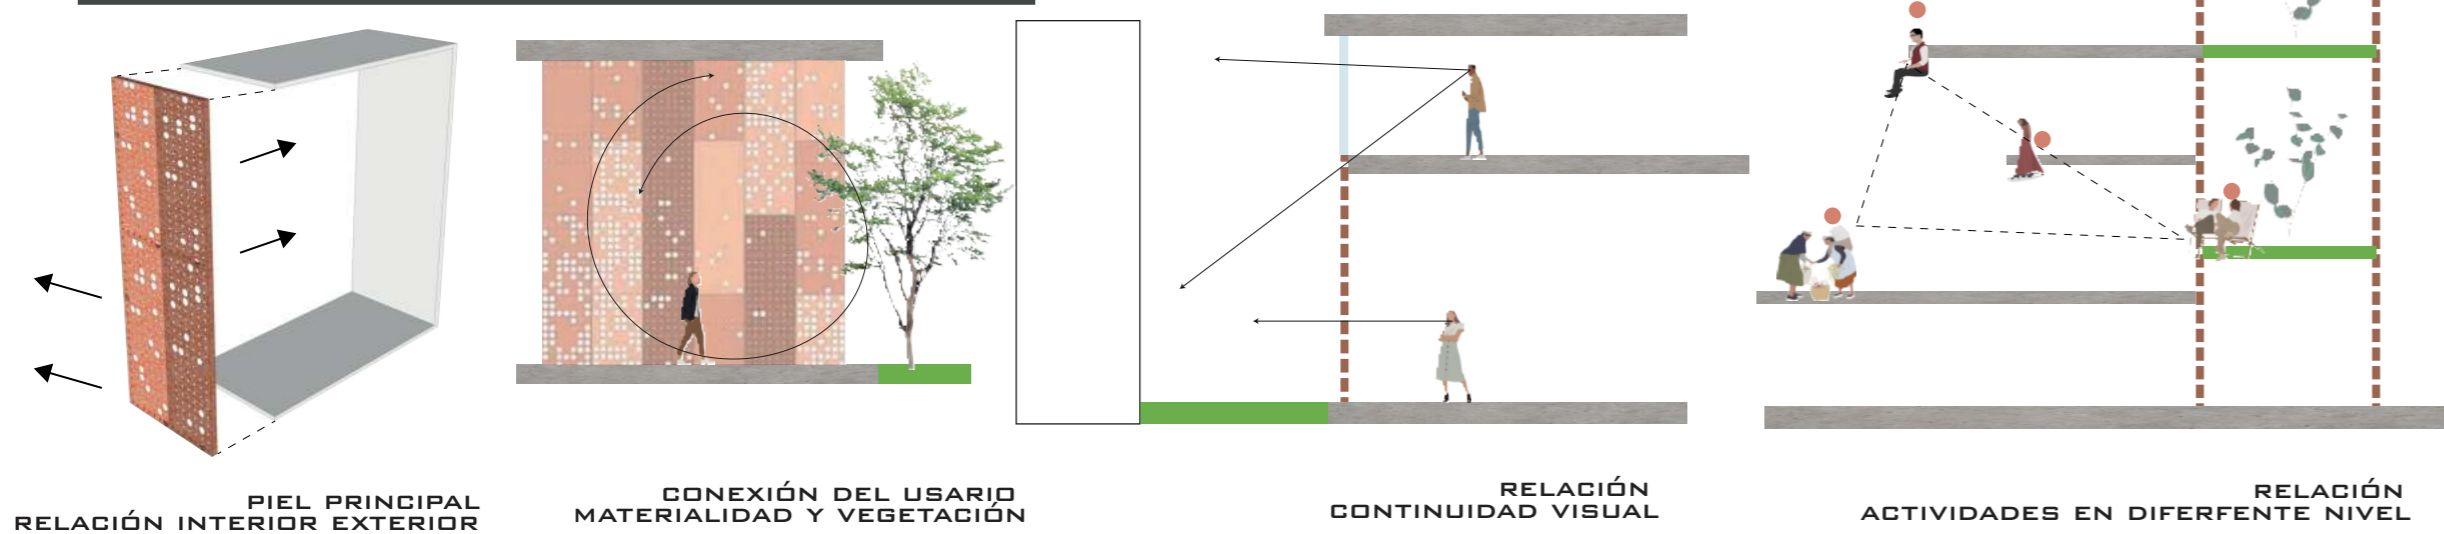 PIEL PRINCIPAL
RELACIÓN INTERIOR EXTERIOR
CONEXIÓN DEL USARIO
MATERIALIDAD Y VEGETACIÓN
RELACIÓN
CONTINUIDAD VISUAL
RELACIÓN
ACTIVIDADES EN DIFERFENTE NIVEL